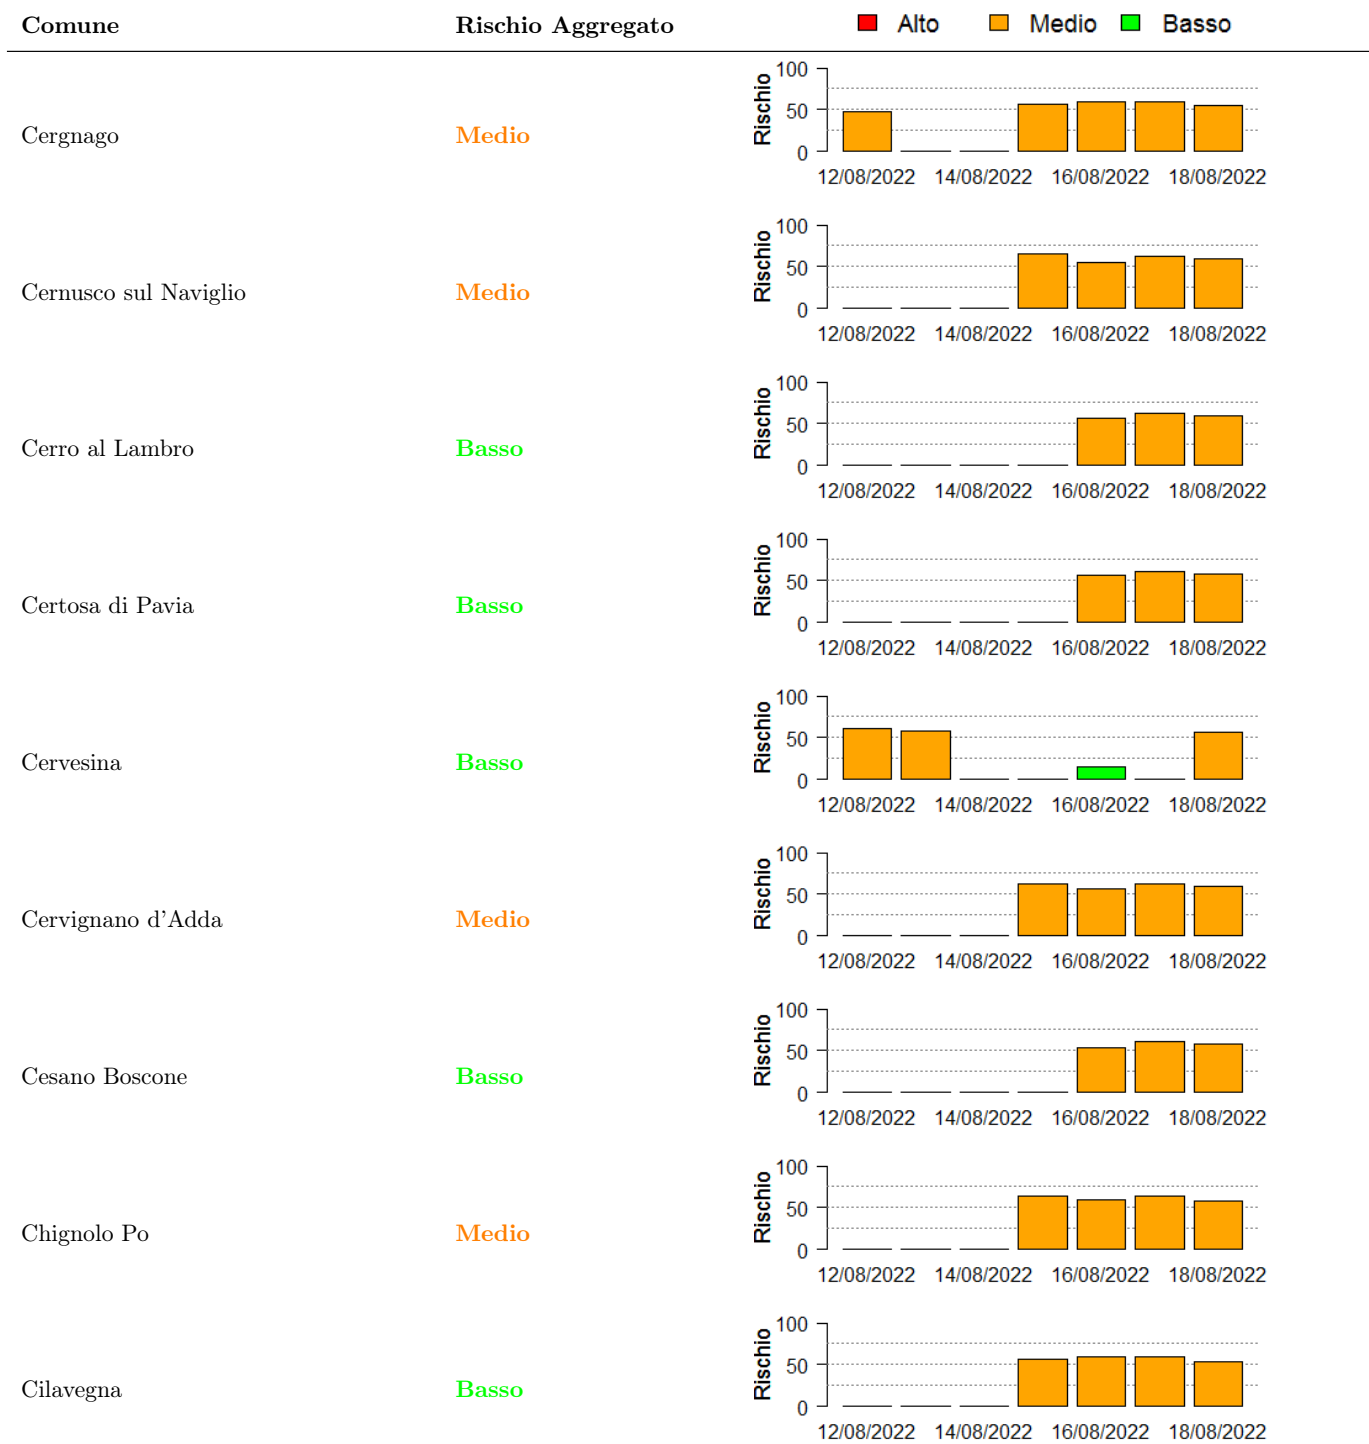 Comune Rischio Aggregato Alto Medio Basso
Cergnago Medio Rischio 100 50 0
12/08/2022 14/08/2022 16/08/2022 18/08/2022
Cernusco sul Naviglio Medio Rischio 100 50 0
12/08/2022 14/08/2022 16/08/2022 18/08/2022
Cerro al Lambro Basso Rischio 100 50 0
12/08/2022 14/08/2022 16/08/2022 18/08/2022
Certosa di Pavia Basso Rischio 100 50 0
12/08/2022 14/08/2022 16/08/2022 18/08/2022
Cervesina Basso Rischio 100 50 0
12/08/2022 14/08/2022 16/08/2022 18/08/2022
Cervignano d'Adda Medio Rischio 100 50 0
12/08/2022 14/08/2022 16/08/2022 18/08/2022
Cesano Boscone Basso Rischio 100 50 0
12/08/2022 14/08/2022 16/08/2022 18/08/2022
Chignolo Po Medio Rischio 100 50 0
12/08/2022 14/08/2022 16/08/2022 18/08/2022
Cilavegna Basso Rischio 100 50 0
12/08/2022 14/08/2022 16/08/2022 18/08/2022